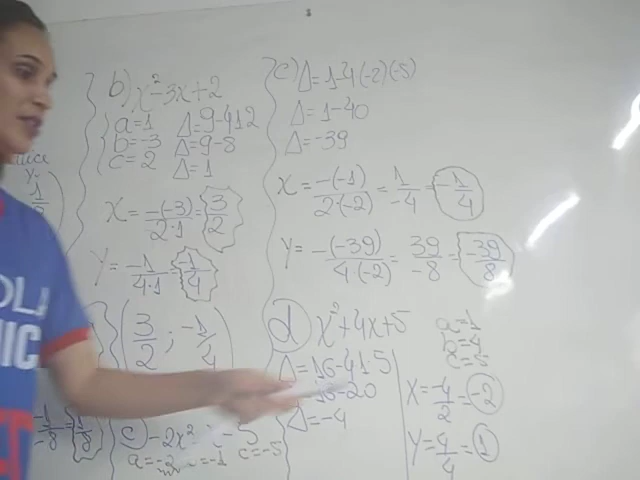 b) x² - 3x + 2
a = 1 Δ = 9 - 4 1 2
b = -3 Δ = 9 - 8
c = 2 Δ = 1
X = -(-3)/2·1 = 3/2
Y = -1/4·1 = -1/4
(3/2 ; -1/4)
-1/-8 = 1/8
c) -2x² - 5
a = -2 = -1 c = -5
c) Δ = 1 - 4(-2)(-5)
Δ = 1 - 40
Δ = -39
X = -(-1)/2·(-2) = 1/-4 = -1/4
Y = -(-39)/4(-2) = 39/-8 = -39/8
d) x² + 4x + 5
a = 1
b = 4
c = 5
Δ = 16 - 4 1·5
16 - 20
Δ = -4
X = -4/2 = -2
Y = 4/4 = 1